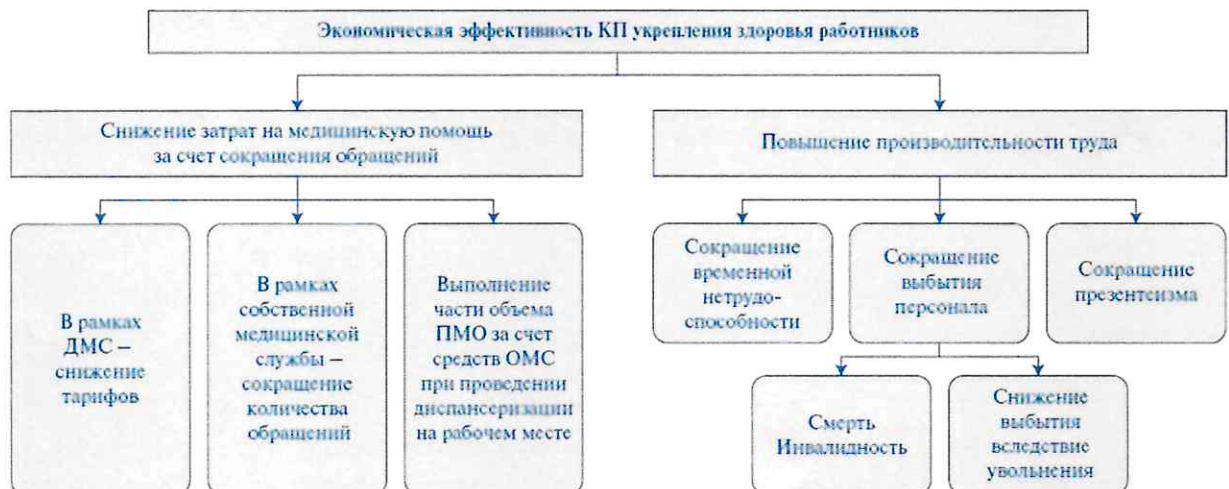 Экономическая эффективность КП укрепления здоровья работников
Снижение затрат на медицинскую помощь
за счет сокращения обращений
Повышение производительности труда
В рамках
ДМС –
снижение
тарифов
В рамках
собственной
медицинской
службы –
сокращение
количества
обращений
Выполнение
части объема
ПМО за счет
средств ОМС
при проведении
диспансеризации
на рабочем месте
Сокращение
временной
нетрудо-
способности
Сокращение
выбытия
персонала
Сокращение
презентеизма
Смерть
Инвалидность
Снижение
выбытия
вследствие
увольнения